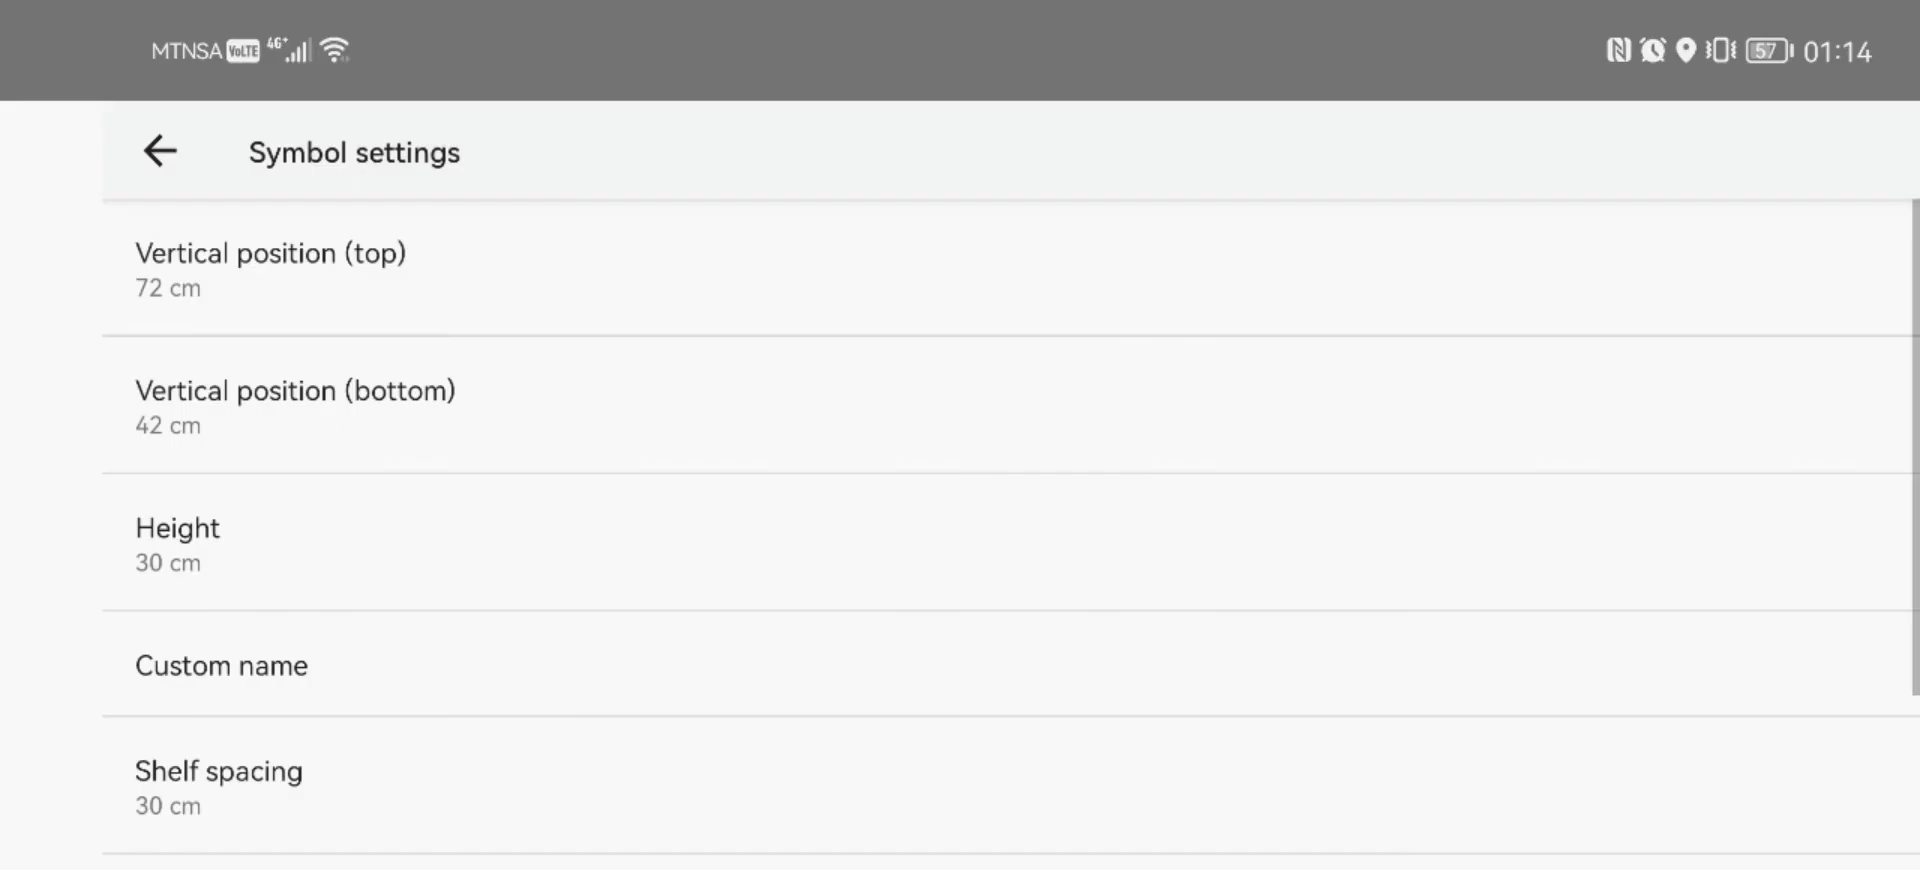 MTNSA VoLTE 4G+ 57 01:14
Symbol settings
Vertical position (top)
72 cm
Vertical position (bottom)
42 cm
Height
30 cm
Custom name
Shelf spacing
30 cm